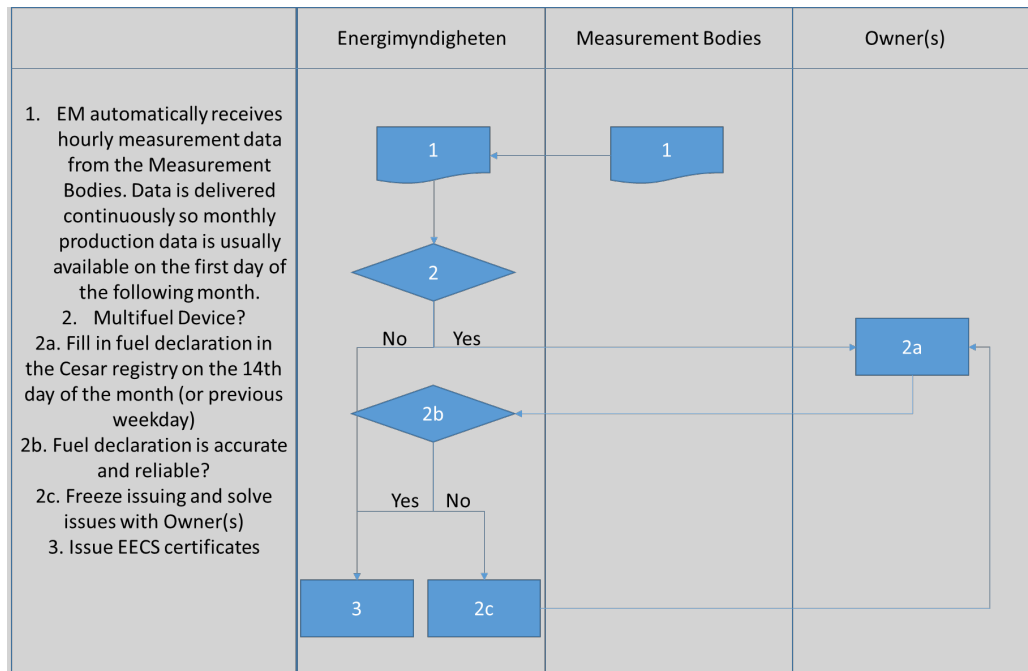 Energimyndigheten
Measurement Bodies
Owner(s)
1. EM automatically receives
hourly measurement data
from the Measurement
Bodies. Data is delivered
continuously so monthly
production data is usually
available on the first day of
the following month.
2. Multifuel Device?
2a. Fill in fuel declaration in
the Cesar registry on the 14th
day of the month (or previous
weekday)
2b. Fuel declaration is accurate
and reliable?
2c. Freeze issuing and solve
issues with Owner(s)
3. Issue EECS certificates
1
1
2
No
Yes
2a
2b
Yes
No
3
2c